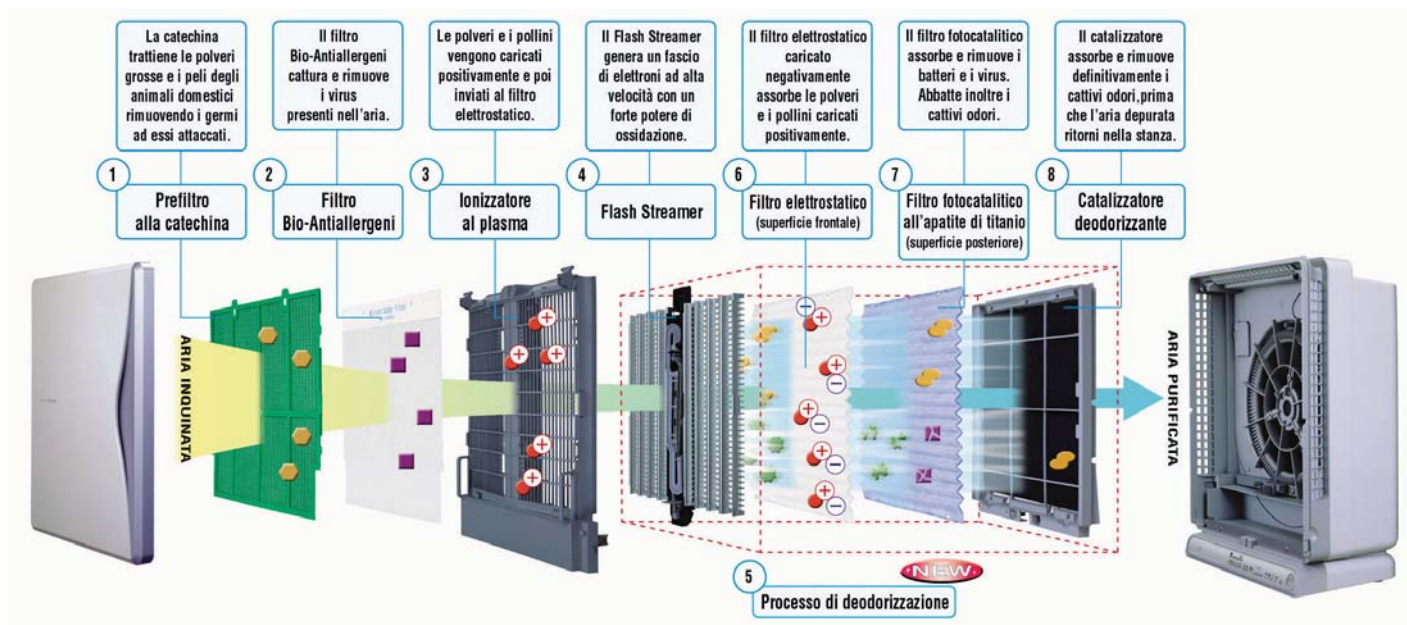 La catechina
trattiene le polveri
grosse e i peli degli
animali domestici
rimuovendo i germi
ad essi attaccati.
1
Prefiltro
alla catechina
Il filtro
Bio-Antiallergeni
cattura e rimuove
i virus
presenti nell'aria.
2
Filtro
Bio-Antiallergeni
Le polveri e i pollini
vengono caricati
positivamente e poi
inviati al filtro
elettrostatico.
3
Ionizzatore
al plasma
Il Flash Streamer
genera un fascio
di elettroni ad alta
velocità con un
forte potere di
ossidazione.
4
Flash Streamer
Il filtro elettrostatico
caricato
negativamente
assorbe le polveri
e i pollini caricati
positivamente.
6
Filtro elettrostatico
(superficie frontale)
Il filtro fotocatalitico
assorbe e rimuove i
batteri e i virus.
Abbatte inoltre i
cattivi odori.
7
Filtro fotocatalitico
all'apatite di titanio
(superficie posteriore)
Il catalizzatore
assorbe e rimuove
definitivamente i
cattivi odori,prima
che l'aria depurata
ritorni nella stanza.
8
Catalizzatore
deodorizzante
ARIA INQUINATA
ARIA PURIFICATA
NEW
5
Processo di deodorizzazione